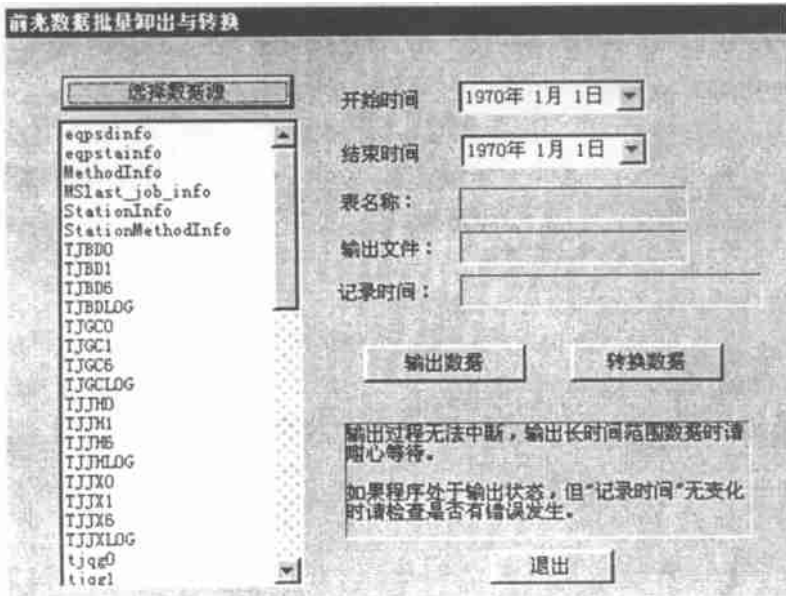 前兆数据批量卸出与转换
选择数据源
eqpsdinfo
eqpstainfo
MethodInfo
MSlast_job_info
StationInfo
StationMethodInfo
TJBD0
TJBD1
TJBD6
TJBDLOG
TJGC0
TJGC1
TJGC6
TJGCLOG
TJJH0
TJJH1
TJJH6
TJJHLOG
TJJX0
TJJX1
TJJX6
TJJXLOG
tjqg0
tjqg1
开始时间 1970年 1月 1日
结束时间 1970年 1月 1日
表名称：
输出文件：
记录时间：
输出数据 转换数据
输出过程无法中断，输出长时间范围数据时请
耐心等待。
如果程序处于输出状态，但"记录时间"无变化
时请检查是否有错误发生。
退出